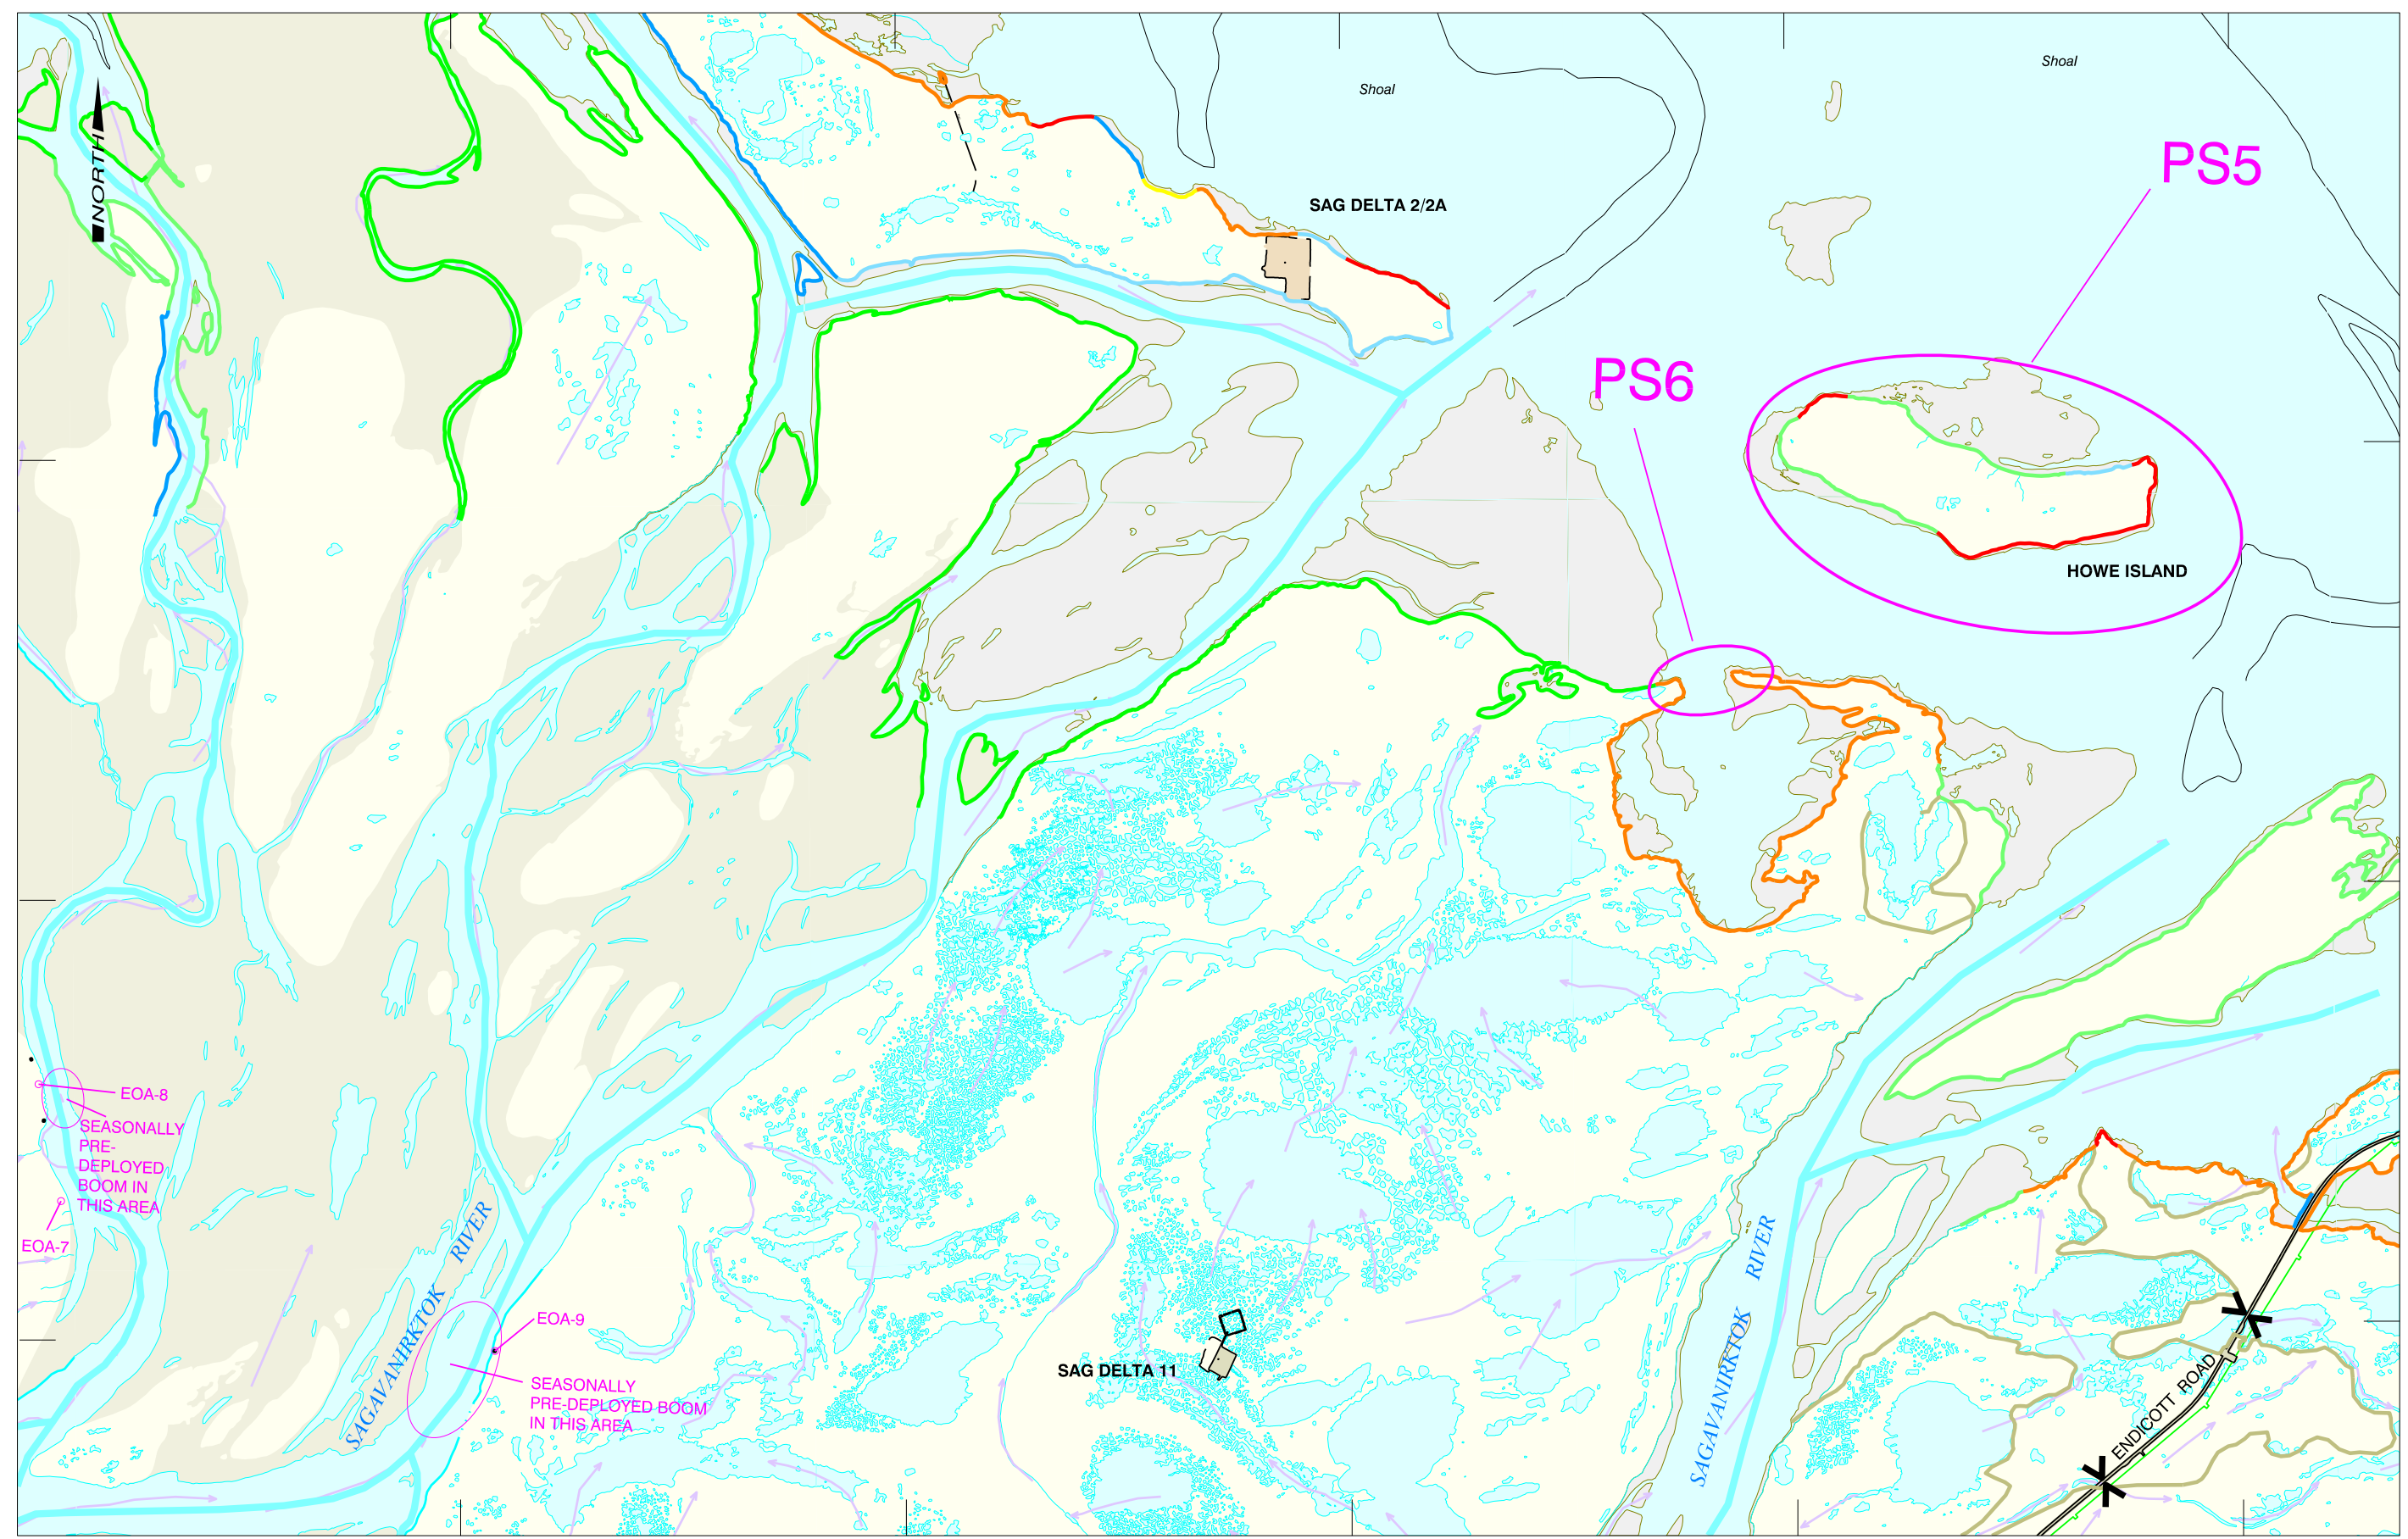 Shoal
Shoal
PS5
NORTH
SAG DELTA 2/2A
PS6
HOWE ISLAND
EOA-8
SEASONALLY
PRE-
DEPLOYED
BOOM IN
THIS AREA
EOA-7
SAGAVANIRKTOK RIVER
EOA-9
SEASONALLY
PRE-DEPLOYED BOOM
IN THIS AREA
SAG DELTA 11
SAGAVANIRKTOK RIVER
ENDICOTT ROAD